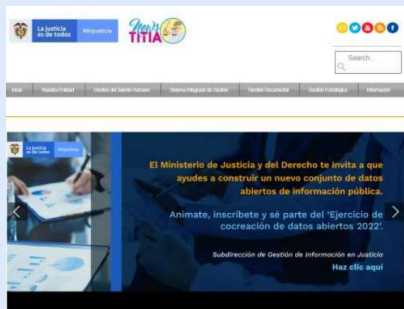 La justicia
es de todos
Minjusticia
News
TITIA
Search...
Inicio
Nuestra Entidad
Gestión del Talento Humano
Sistema Integrado de Gestión
Gestión Documental
Gestión Estratégica
Información
La justicia
es de todos
Minjusticia
El Ministerio de Justicia y del Derecho te invita a que
ayudes a construir un nuevo conjunto de datos
abiertos de información pública.
Anímate, inscríbete y sé parte del 'Ejercicio de
cocreación de datos abiertos 2022'.
Subdirección de Gestión de Información en Justicia
Haz clic aquí